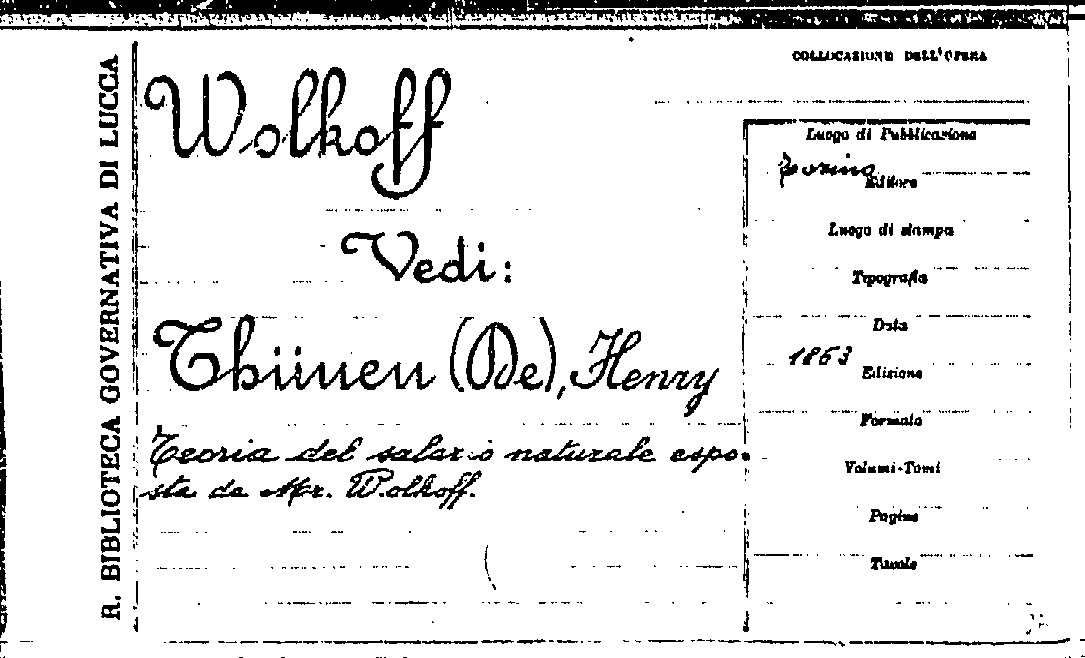 R. BIBLIOTECA GOVERNATIVA DI LUCCA
Wolkoff
Vedi:
Thünen (De), Henry
Teoria del salario naturale espo-
sta da Mr. Wolkoff.
COLLOCAZIONE DELL'OPERA
Luogo di Pubblicazione
Torino
Editore
Luogo di stampa
Tipografia
Data
1863
Edizione
Formato
Volumi-Tomi
Pagine
Tavole